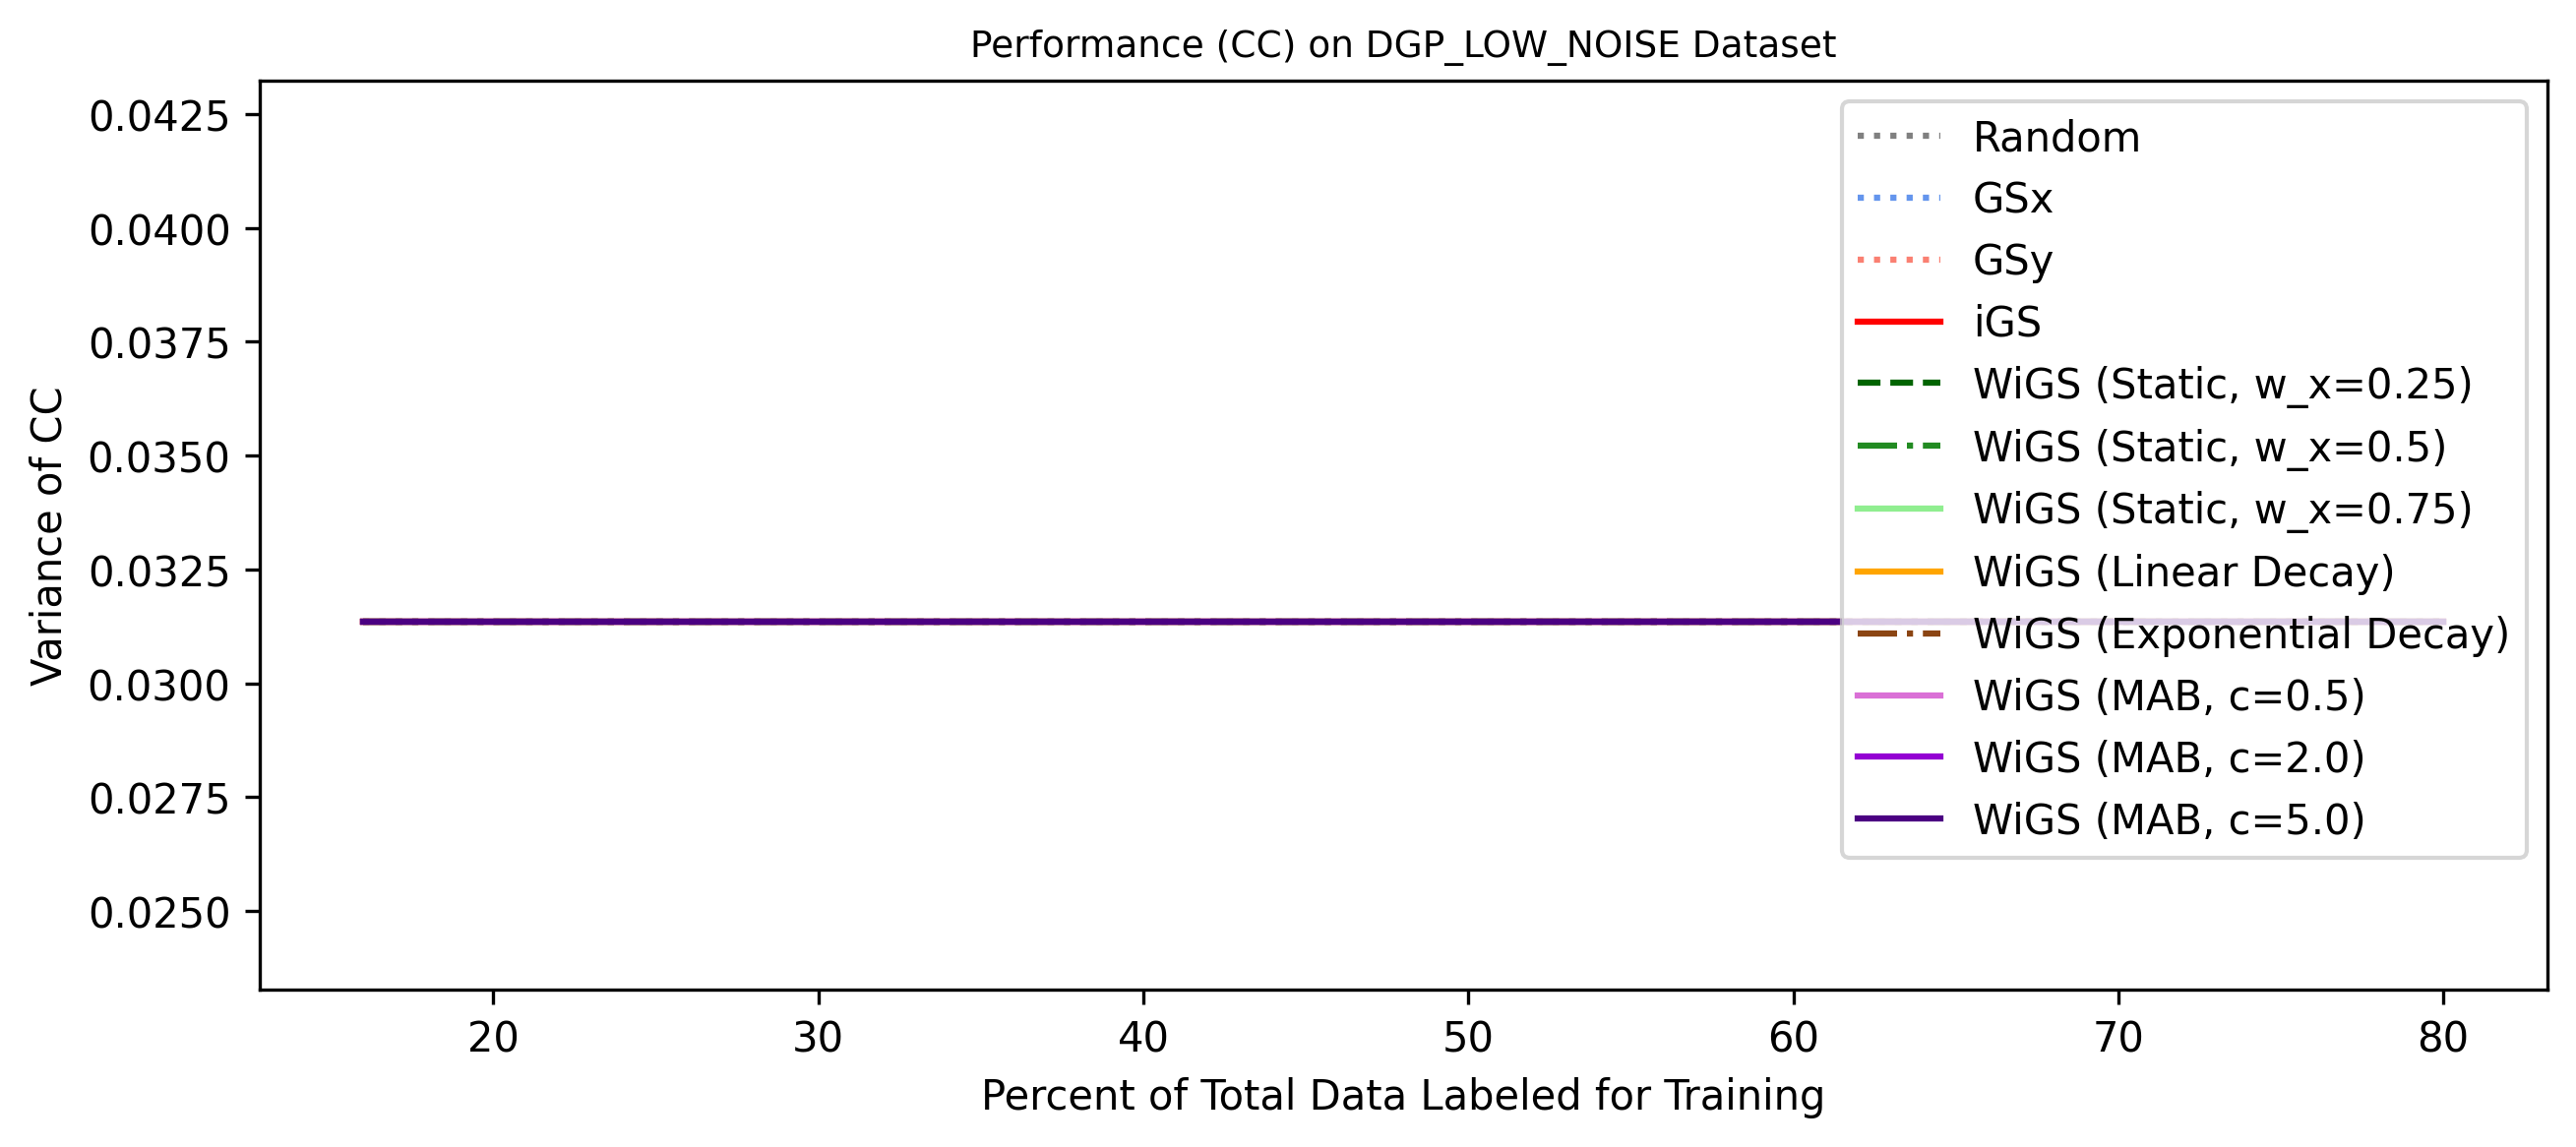 Performance (CC) on DGP_LOW_NOISE Dataset
Variance of CC
0.0425
0.0400
0.0375
0.0350
0.0325
0.0300
0.0275
0.0250
Random
GSx
GSy
iGS
WiGS (Static, w_x=0.25)
WiGS (Static, w_x=0.5)
WiGS (Static, w_x=0.75)
WiGS (Linear Decay)
WiGS (Exponential Decay)
WiGS (MAB, c=0.5)
WiGS (MAB, c=2.0)
WiGS (MAB, c=5.0)
20 30 40 50 60 70 80
Percent of Total Data Labeled for Training